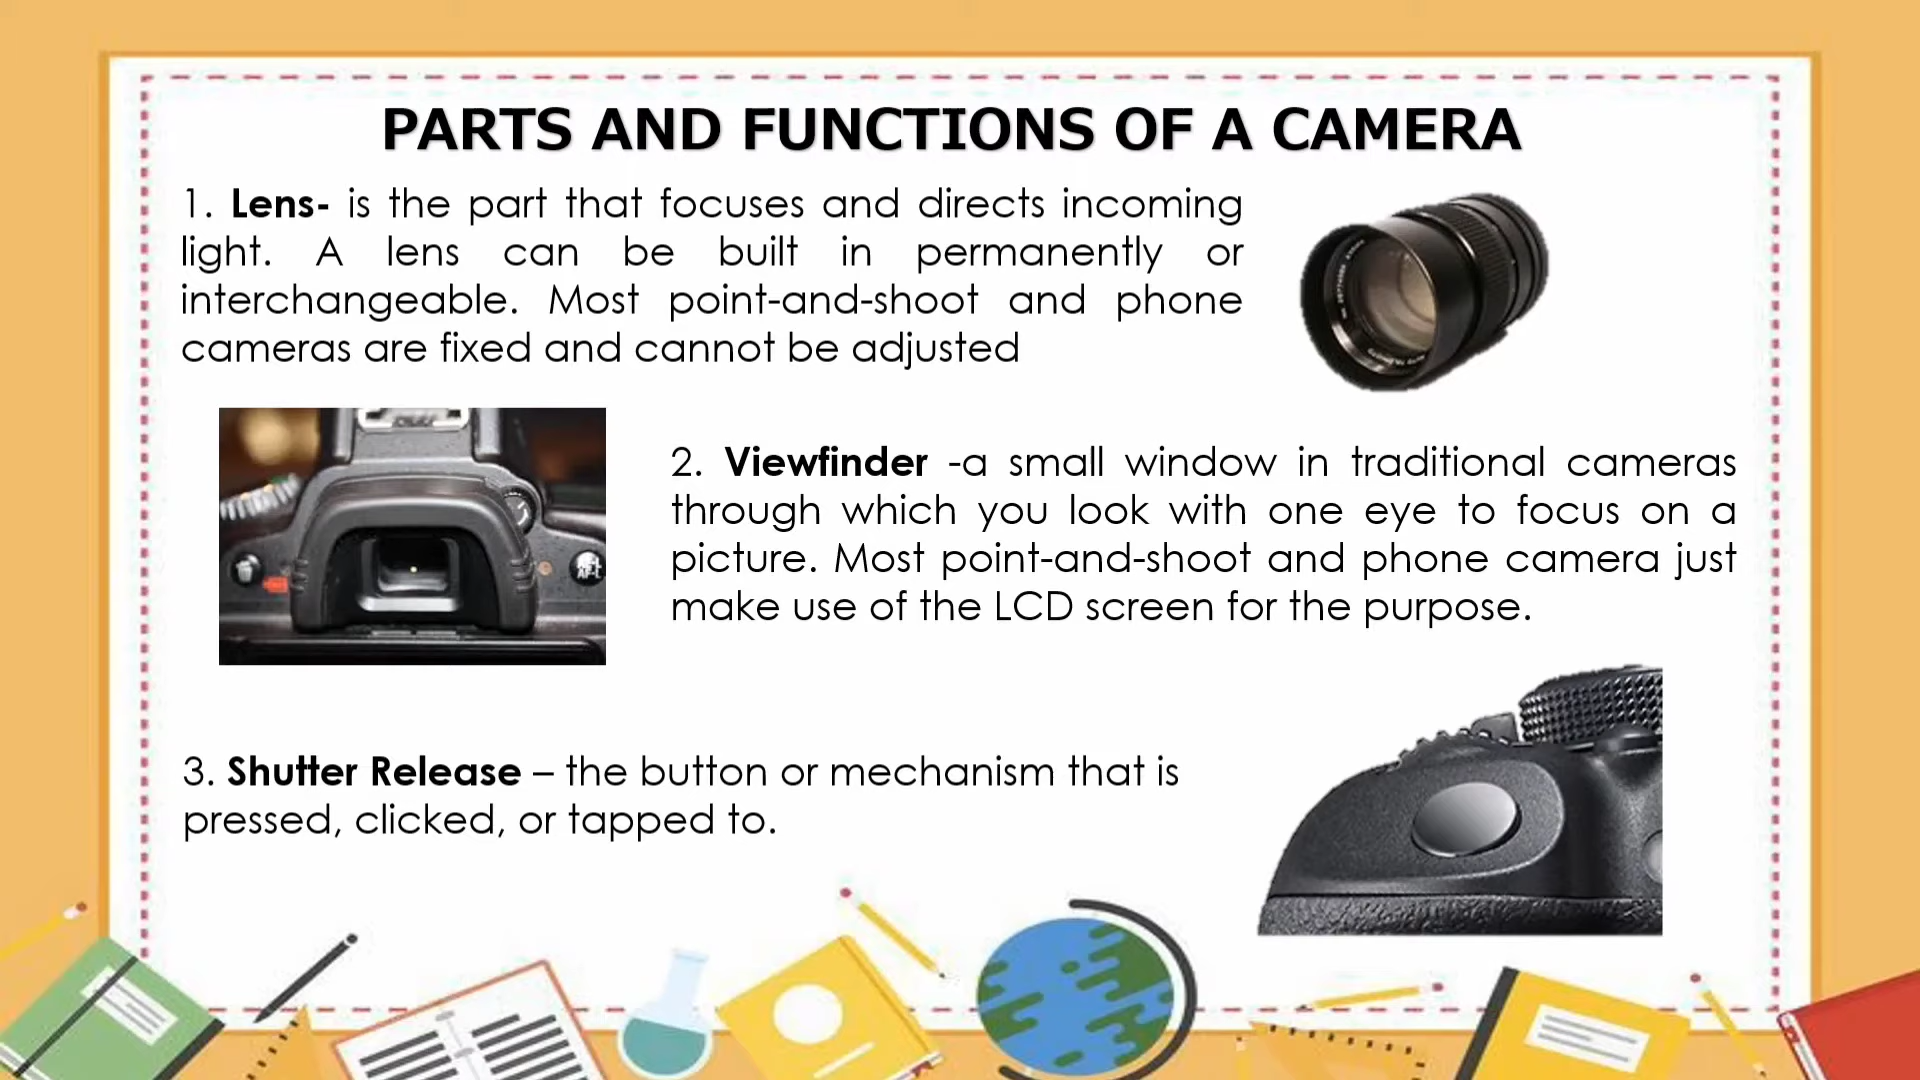 PARTS AND FUNCTIONS OF A CAMERA
1. Lens- is the part that focuses and directs incoming
light. A lens can be built in permanently or
interchangeable. Most point-and-shoot and phone
cameras are fixed and cannot be adjusted
2. Viewfinder -a small window in traditional cameras
through which you look with one eye to focus on a
picture. Most point-and-shoot and phone camera just
make use of the LCD screen for the purpose.
3. Shutter Release – the button or mechanism that is
pressed, clicked, or tapped to.